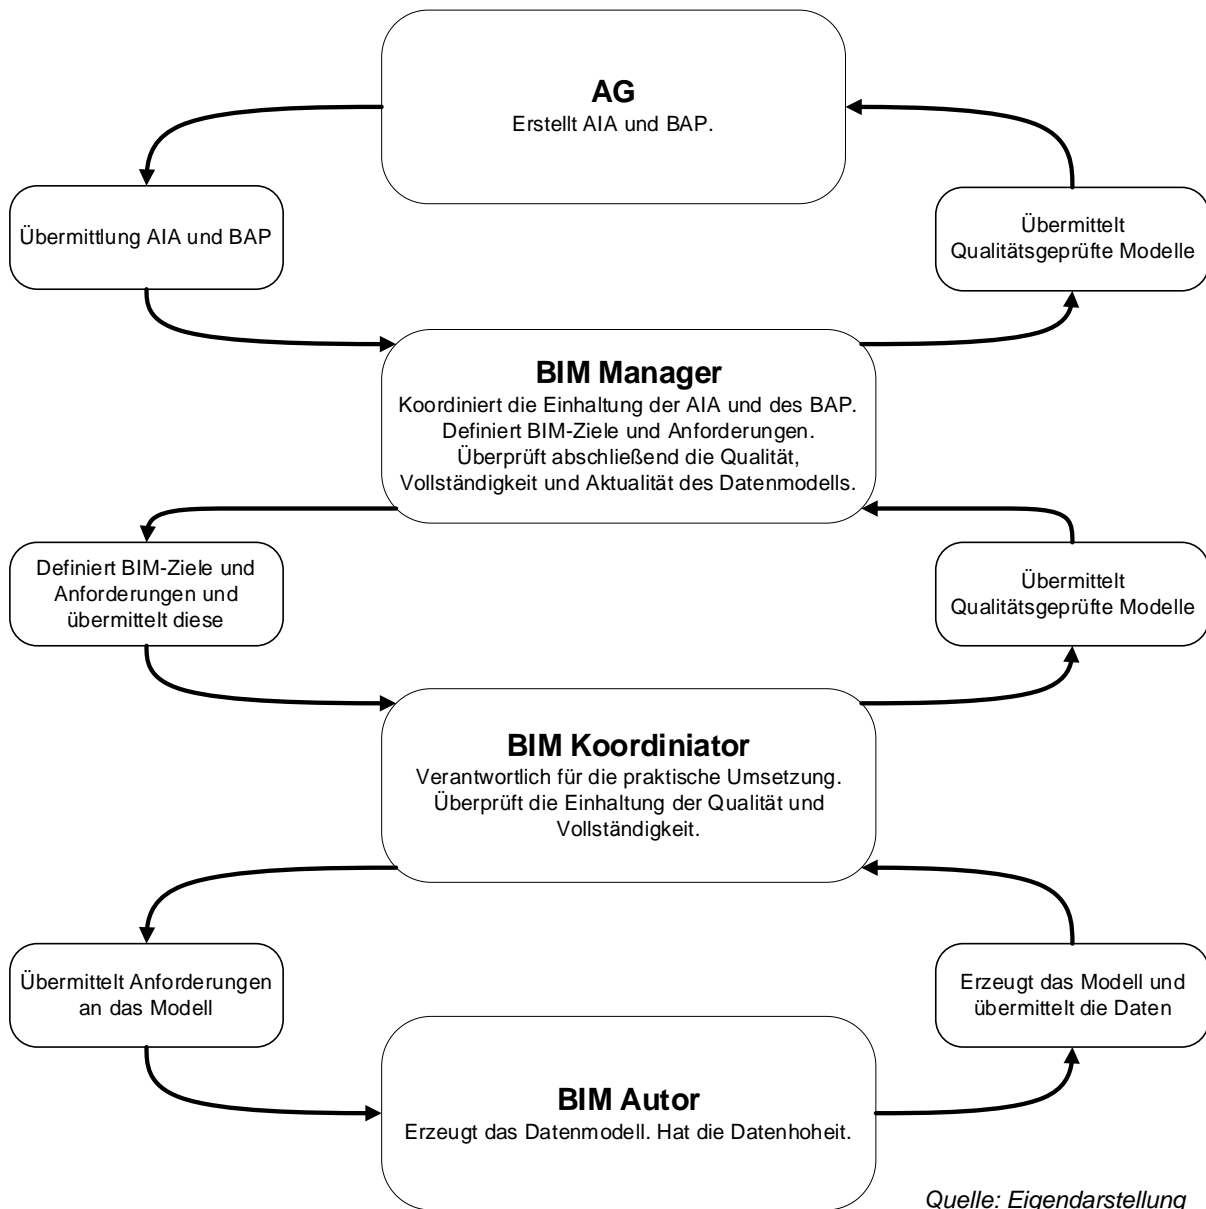 AG
Erstellt AIA und BAP.
Übermittlung AIA und BAP
Übermittelt
Qualitätsgeprüfte Modelle
BIM Manager
Koordiniert die Einhaltung der AIA und des BAP.
Definiert BIM-Ziele und Anforderungen.
Überprüft abschließend die Qualität,
Vollständigkeit und Aktualität des Datenmodells.
Definiert BIM-Ziele und
Anforderungen und
übermittelt diese
Übermittelt
Qualitätsgeprüfte Modelle
BIM Koordiniator
Verantwortlich für die praktische Umsetzung.
Überprüft die Einhaltung der Qualität und
Vollständigkeit.
Übermittelt Anforderungen
an das Modell
Erzeugt das Modell und
übermittelt die Daten
BIM Autor
Erzeugt das Datenmodell. Hat die Datenhoheit.
Quelle: Eigendarstellung